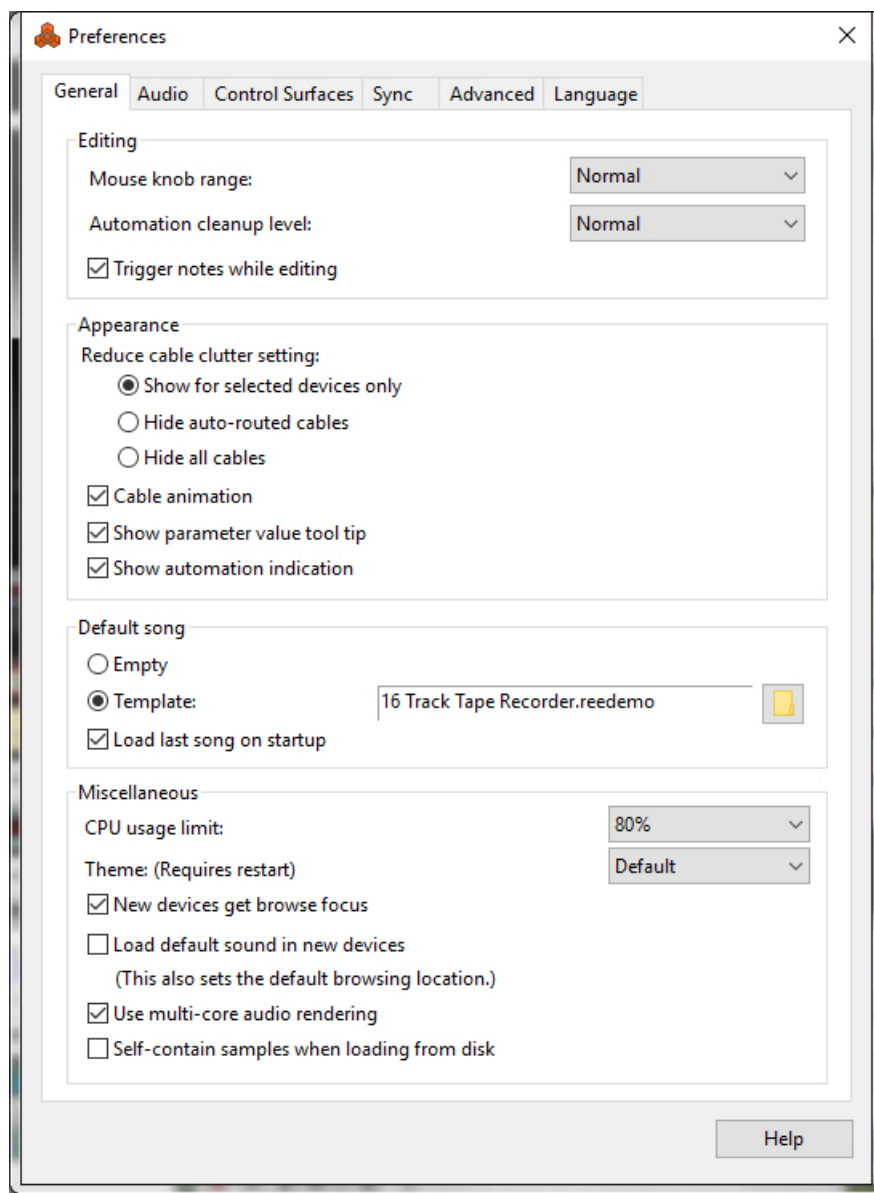 Preferences
General Audio Control Surfaces Sync Advanced Language
Editing
Mouse knob range: Normal
Automation cleanup level: Normal
Trigger notes while editing
Appearance
Reduce cable clutter setting:
Show for selected devices only
Hide auto-routed cables
Hide all cables
Cable animation
Show parameter value tool tip
Show automation indication
Default song
Empty
Template: 16 Track Tape Recorder.reedemo
Load last song on startup
Miscellaneous
CPU usage limit: 80%
Theme: (Requires restart) Default
New devices get browse focus
Load default sound in new devices
(This also sets the default browsing location.)
Use multi-core audio rendering
Self-contain samples when loading from disk
Help